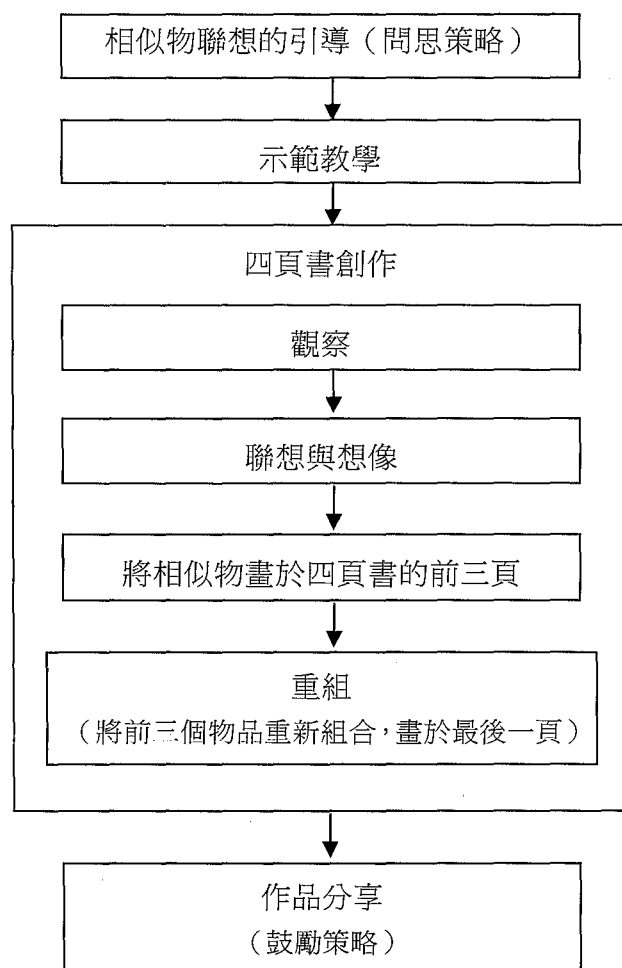 相似物聯想的引導（問思策略）
示範教學
四頁書創作
觀察
聯想與想像
將相似物畫於四頁書的前三頁
重組
（將前三個物品重新組合，畫於最後一頁）
作品分享
（鼓勵策略）